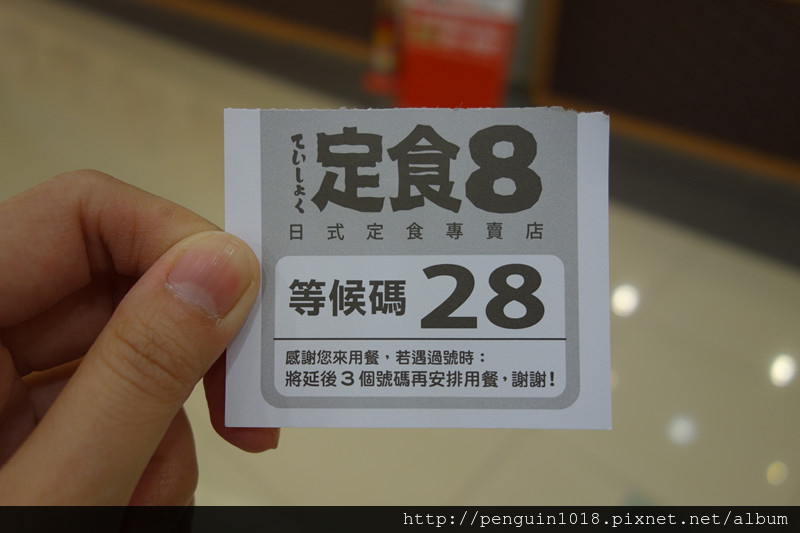 ていしょく
定食8
日式定食專賣店
等候碼 28
感謝您來用餐，若遇過號時：
將延後3個號碼再安排用餐，謝謝！
http://penguin1018.pixnet.net/album